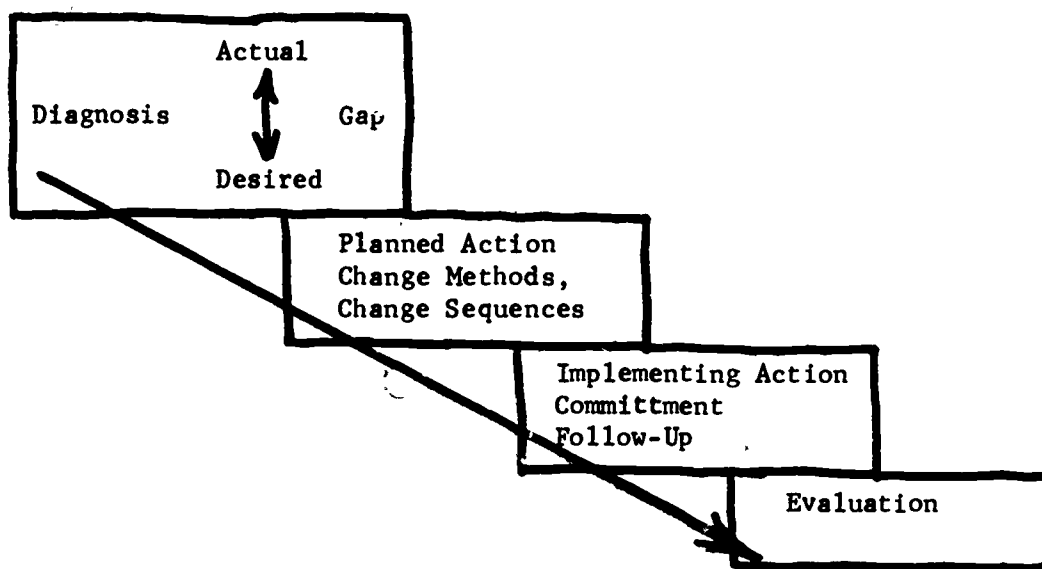 Actual
Diagnosis Gap
Desired
Planned Action
Change Methods,
Change Sequences
Implementing Action
Committment
Follow-Up
Evaluation